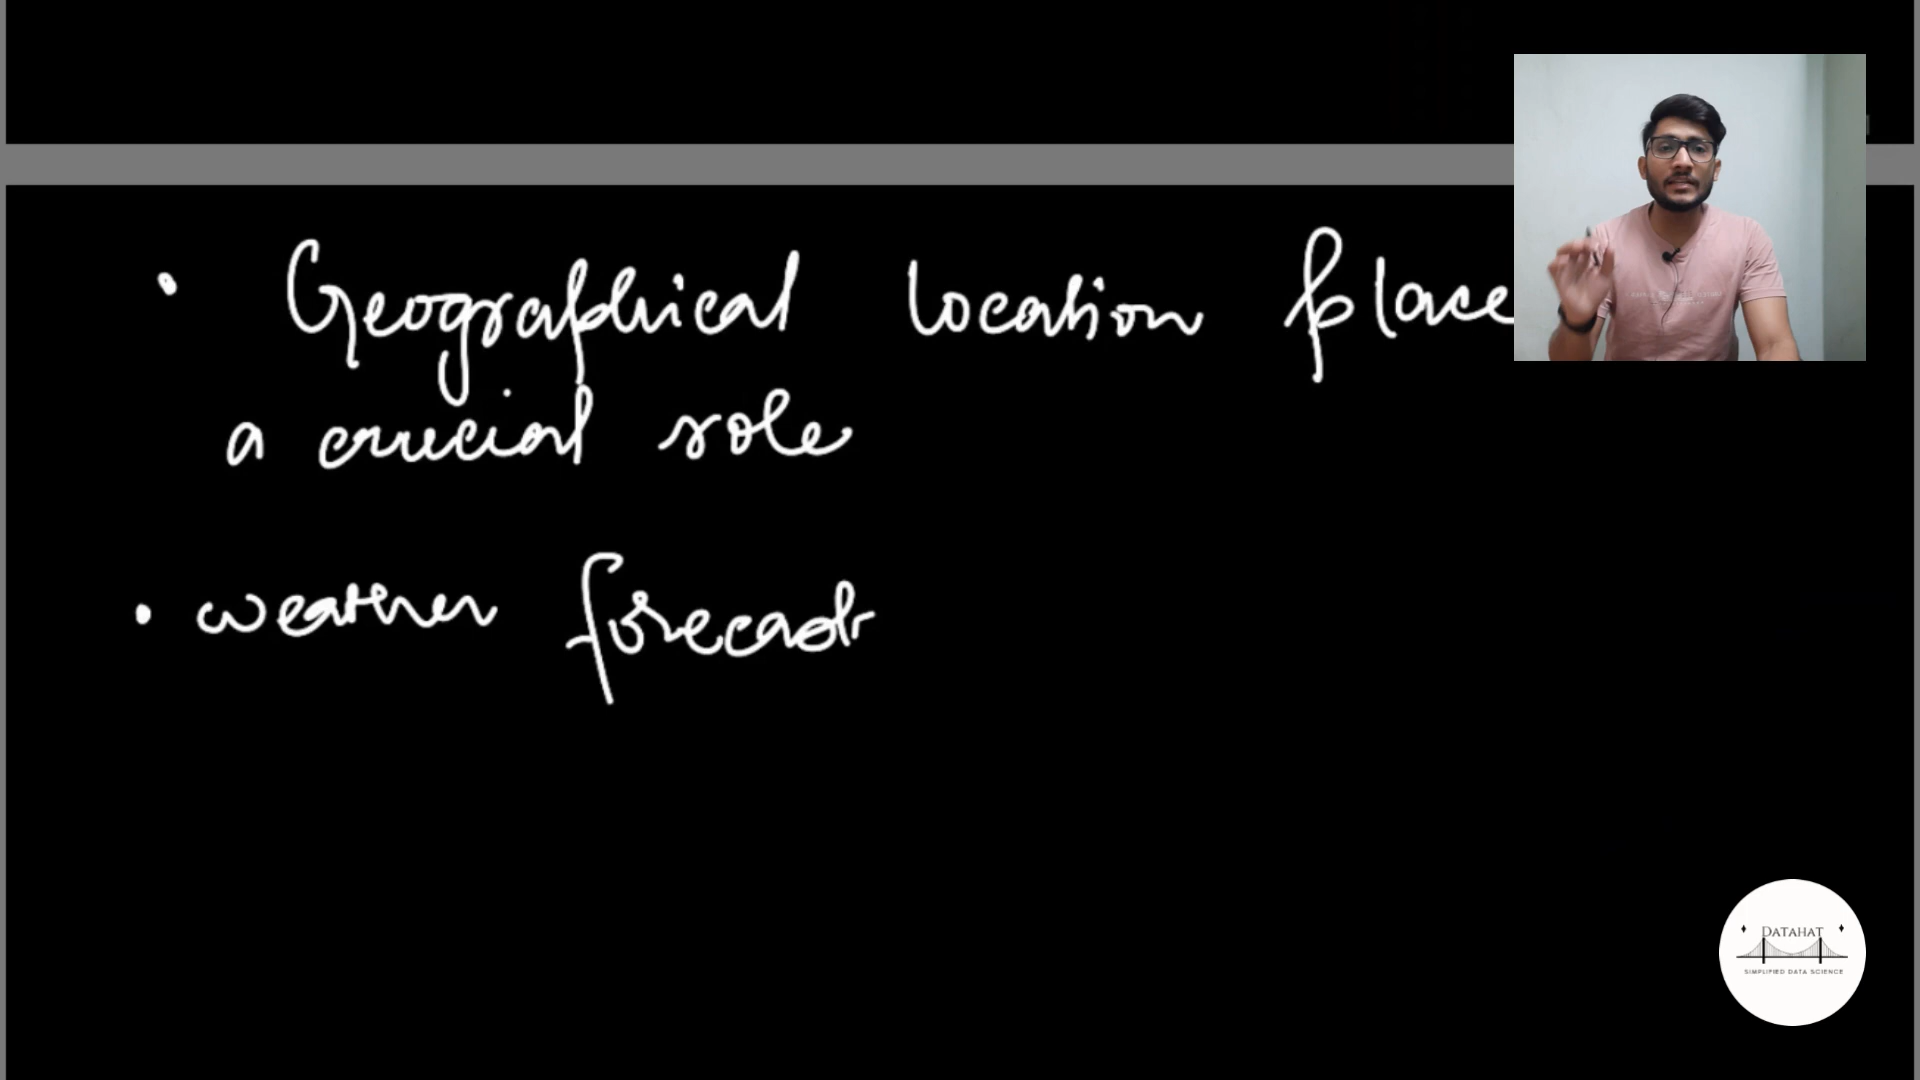 • Geographical location place
a crucial role
• weather forecast
DATAHAT
SIMPLIFIED DATA SCIENCE